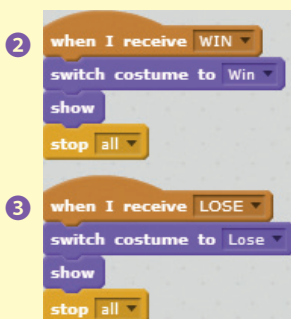 2 when I receive WIN
switch costume to Win
show
stop all
3 when I receive LOSE
switch costume to Lose
show
stop all